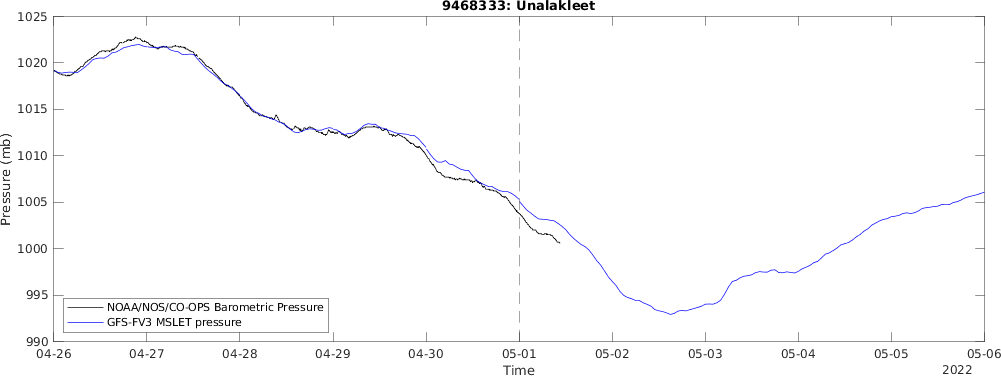 9468333: Unalakleet
1025
1020
1015
1010
1005
1000
995
990
Pressure (mb)
NOAA/NOS/CO-OPS Barometric Pressure
GFS-FV3 MSLET pressure
04-26 04-27 04-28 04-29 04-30 05-01 05-02 05-03 05-04 05-05 05-06
Time
2022